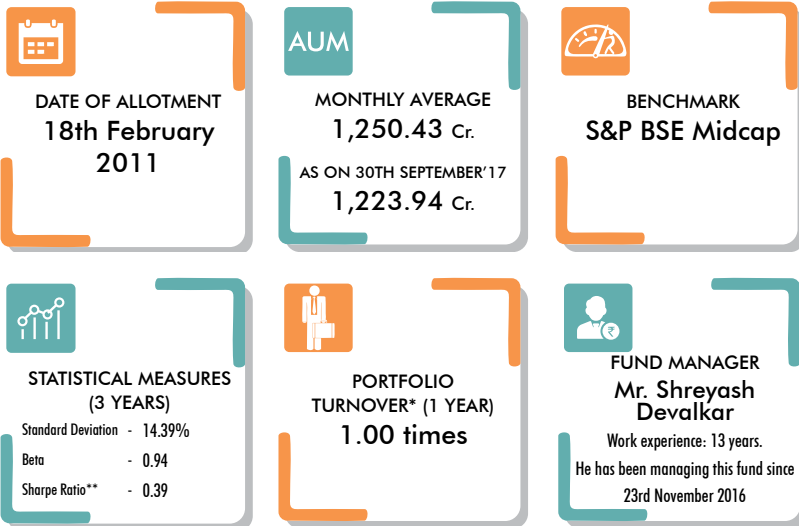 DATE OF ALLOTMENT
18th February
2011
AUM
MONTHLY AVERAGE
1,250.43 Cr.
AS ON 30TH SEPTEMBER'17
1,223.94 Cr.
BENCHMARK
S&P BSE Midcap
STATISTICAL MEASURES
(3 YEARS)
Standard Deviation - 14.39%
Beta - 0.94
Sharpe Ratio** - 0.39
PORTFOLIO
TURNOVER* (1 YEAR)
1.00 times
₹
FUND MANAGER
Mr. Shreyash
Devalkar
Work experience: 13 years.
He has been managing this fund since
23rd November 2016